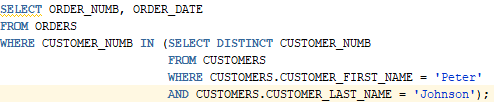 SELECT ORDER_NUMB, ORDER_DATE
FROM ORDERS
WHERE CUSTOMER_NUMB IN (SELECT DISTINCT CUSTOMER_NUMB
FROM CUSTOMERS
WHERE CUSTOMERS.CUSTOMER_FIRST_NAME = 'Peter'
AND CUSTOMERS.CUSTOMER_LAST_NAME = 'Johnson');